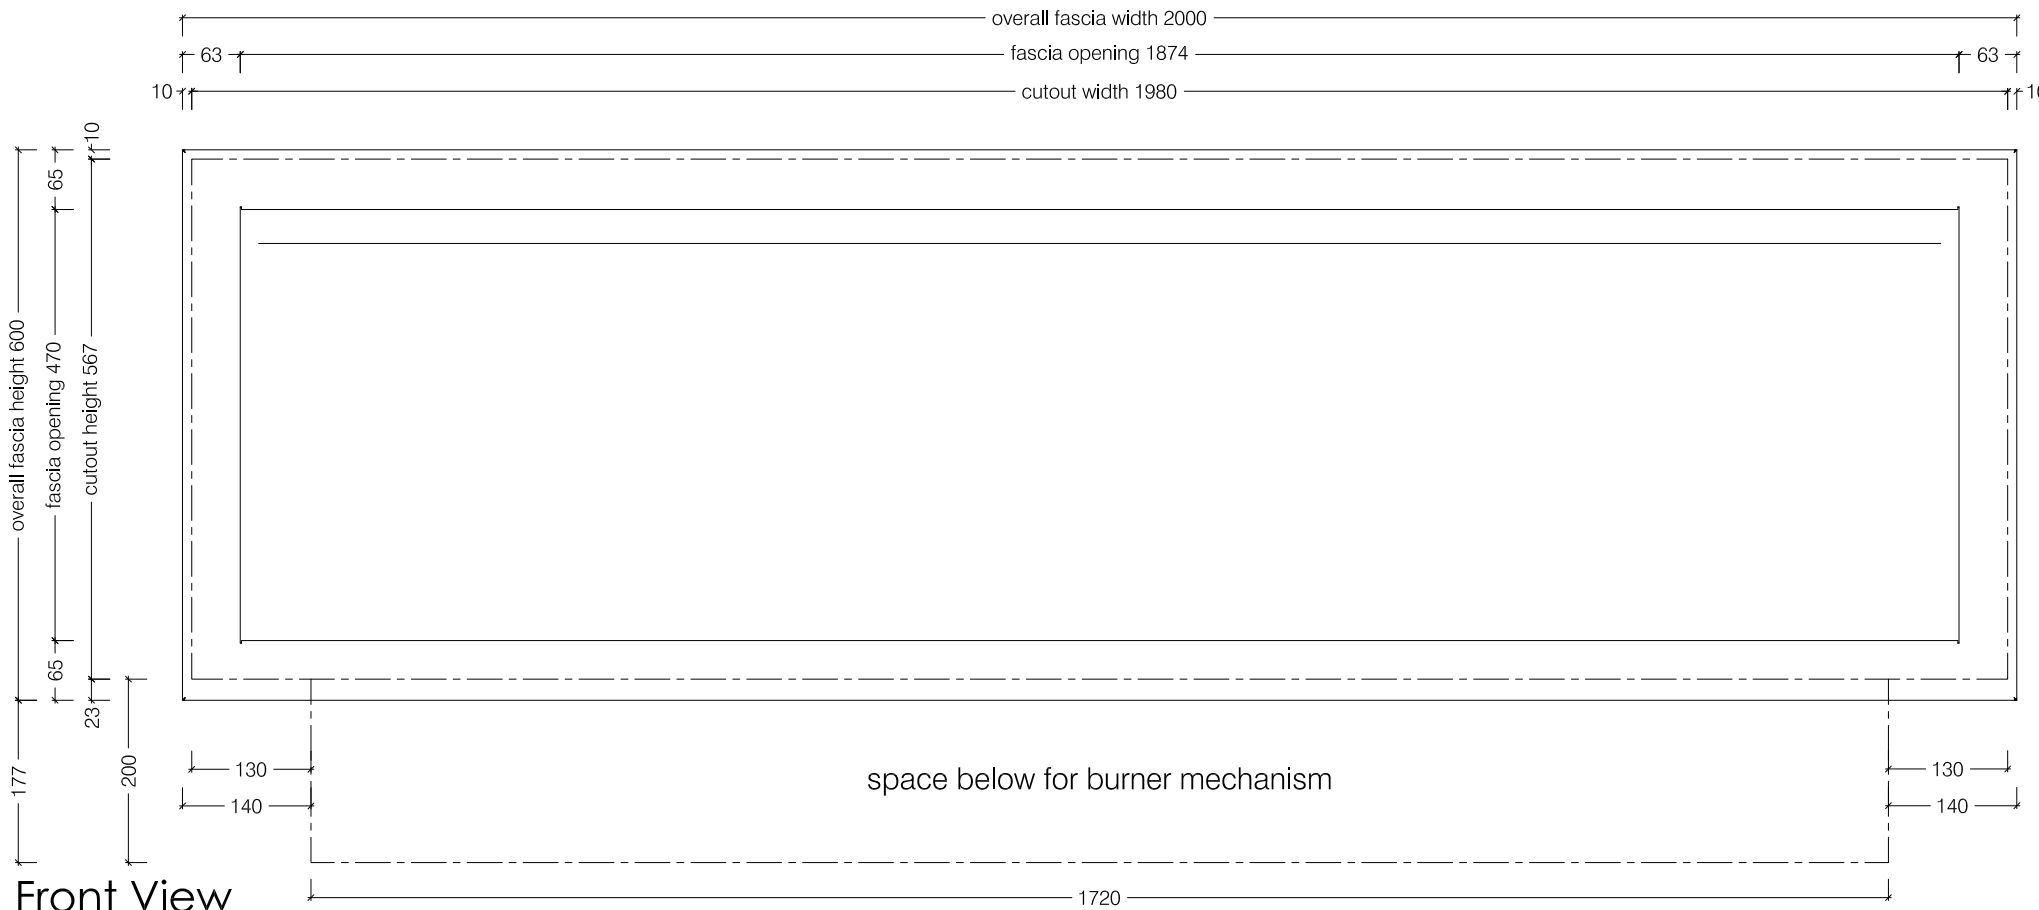 overall fascia width 2000
63
fascia opening 1874
63
10
cutout width 1980
10
10
65
overall fascia height 600
fascia opening 470
cutout height 567
65
23
177
200
130
140
space below for burner mechanism
130
140
Front View
1720